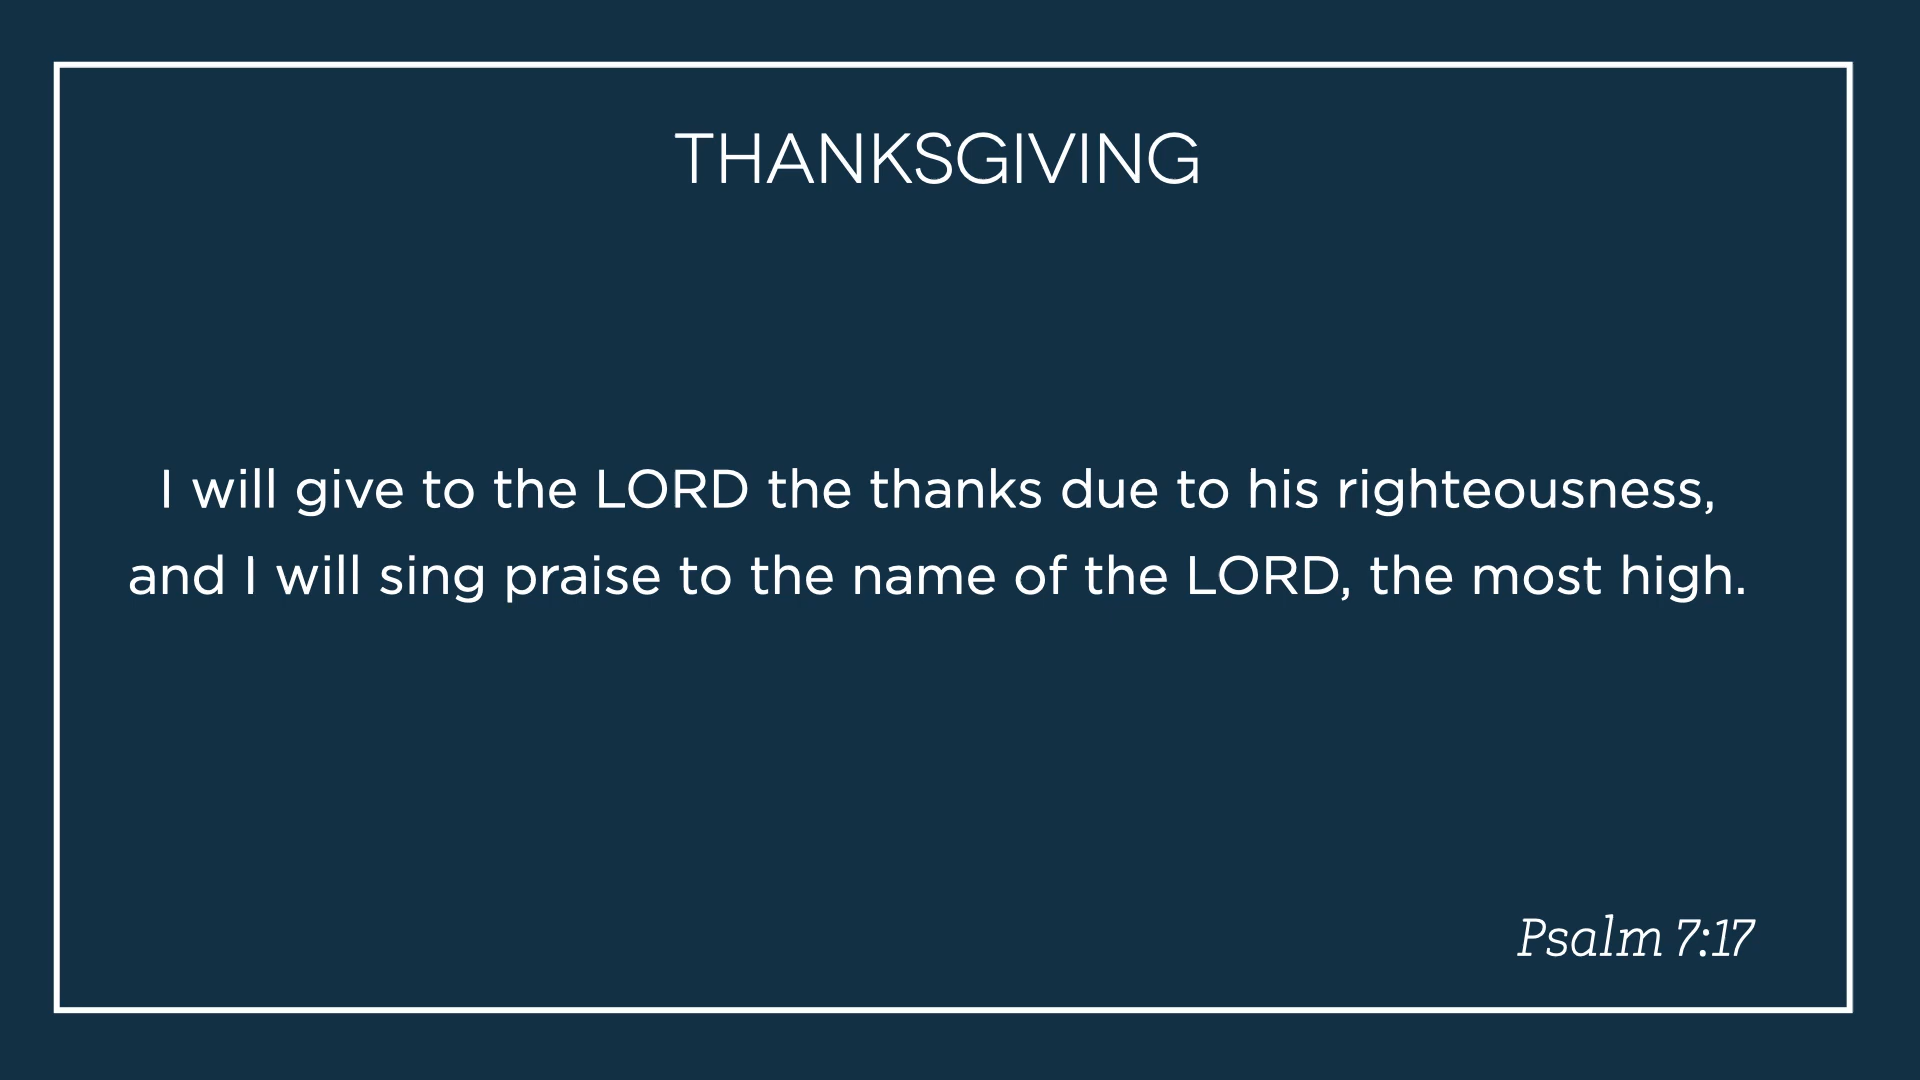 THANKSGIVING
I will give to the LORD the thanks due to his righteousness,
and I will sing praise to the name of the LORD, the most high.
Psalm 7:17